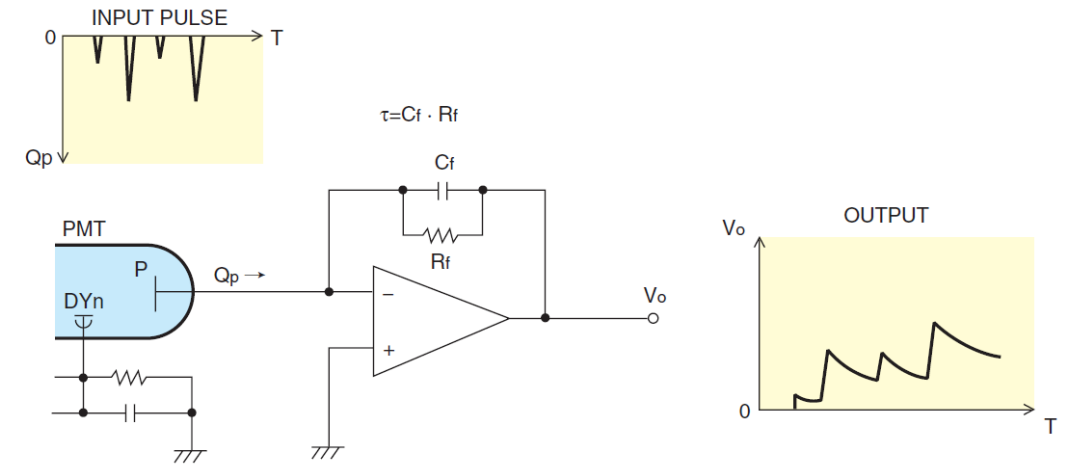 INPUT PULSE
0
T
Qp
τ=Cf · Rf
Cf
Rf
PMT
P
Qp →
DYn
−
+
Vo
OUTPUT
Vo
0
T